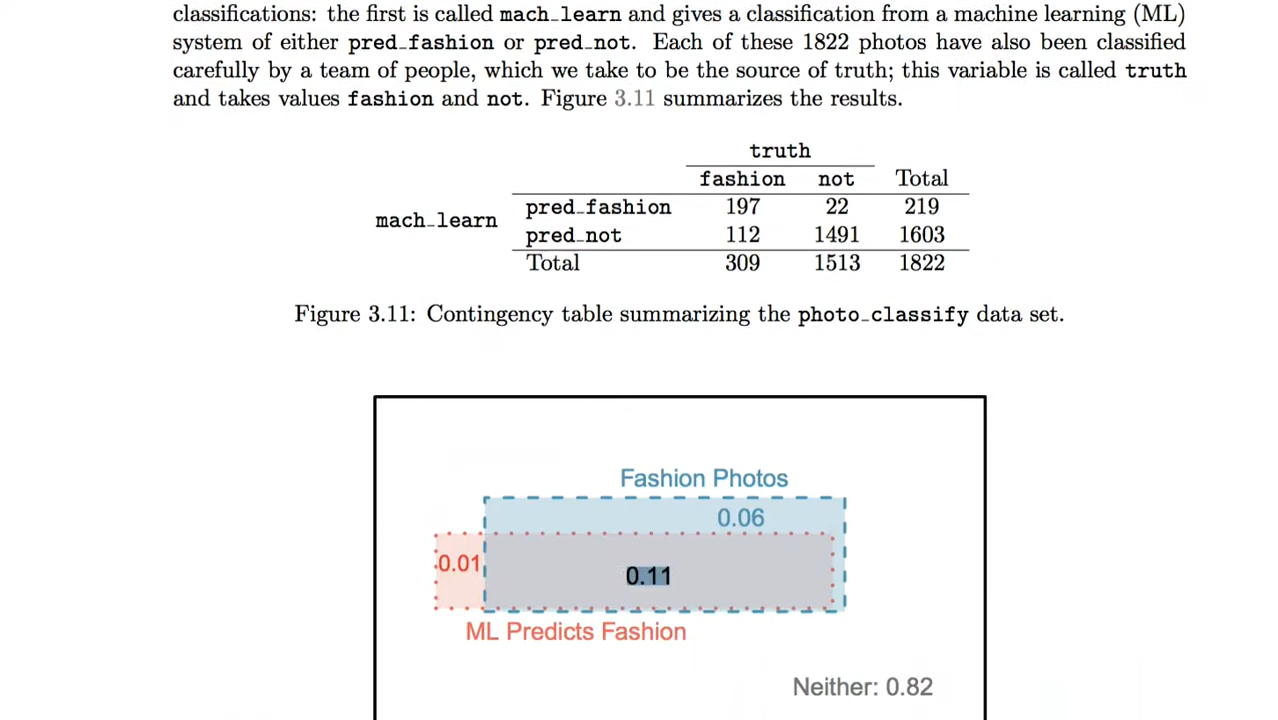 classifications: the first is called mach_learn and gives a classification from a machine learning (ML)
system of either pred_fashion or pred_not. Each of these 1822 photos have also been classified
carefully by a team of people, which we take to be the source of truth; this variable is called truth
and takes values fashion and not. Figure 3.11 summarizes the results.
truth
fashion not Total
mach_learn
pred_fashion 197 22 219
pred_not 112 1491 1603
Total 309 1513 1822
Figure 3.11: Contingency table summarizing the photo_classify data set.
Fashion Photos
0.06
0.01
0.11
ML Predicts Fashion
Neither: 0.82